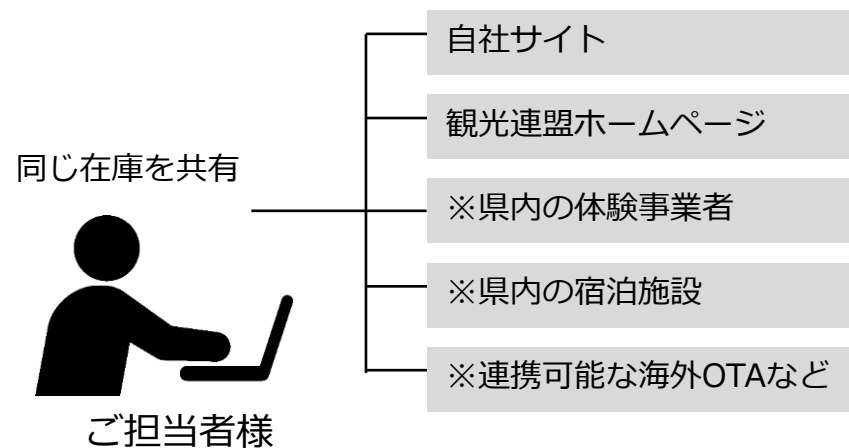 自社サイト
観光連盟ホームページ
同じ在庫を共有
※県内の体験事業者
※県内の宿泊施設
※連携可能な海外OTAなど
ご担当者様